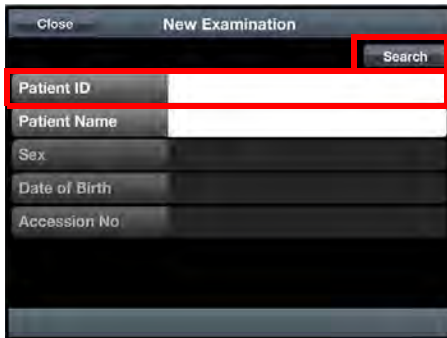 Close New Examination
Search
Patient ID
Patient Name
Sex
Date of Birth
Accession No